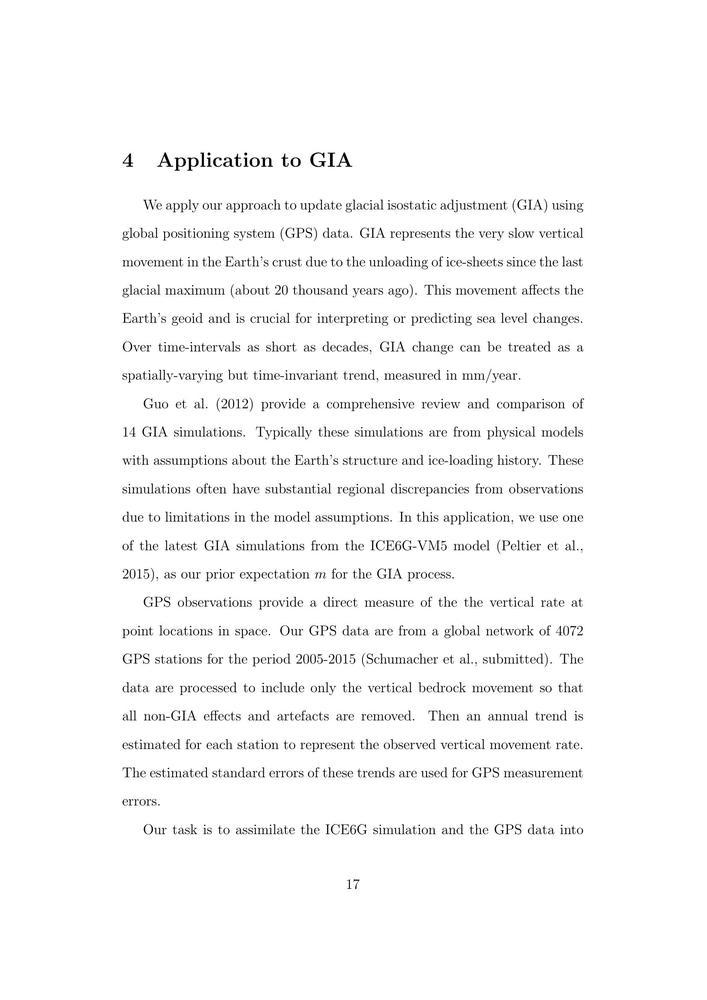 4 Application to GIA
We apply our approach to update glacial isostatic adjustment (GIA) using
global positioning system (GPS) data. GIA represents the very slow vertical
movement in the Earth's crust due to the unloading of ice-sheets since the last
glacial maximum (about 20 thousand years ago). This movement affects the
Earth's geoid and is crucial for interpreting or predicting sea level changes.
Over time-intervals as short as decades, GIA change can be treated as a
spatially-varying but time-invariant trend, measured in mm/year.
Guo et al. (2012) provide a comprehensive review and comparison of
14 GIA simulations. Typically these simulations are from physical models
with assumptions about the Earth's structure and ice-loading history. These
simulations often have substantial regional discrepancies from observations
due to limitations in the model assumptions. In this application, we use one
of the latest GIA simulations from the ICE6G-VM5 model (Peltier et al.,
2015), as our prior expectation m for the GIA process.
GPS observations provide a direct measure of the the vertical rate at
point locations in space. Our GPS data are from a global network of 4072
GPS stations for the period 2005-2015 (Schumacher et al., submitted). The
data are processed to include only the vertical bedrock movement so that
all non-GIA effects and artefacts are removed. Then an annual trend is
estimated for each station to represent the observed vertical movement rate.
The estimated standard errors of these trends are used for GPS measurement
errors.
Our task is to assimilate the ICE6G simulation and the GPS data into
17